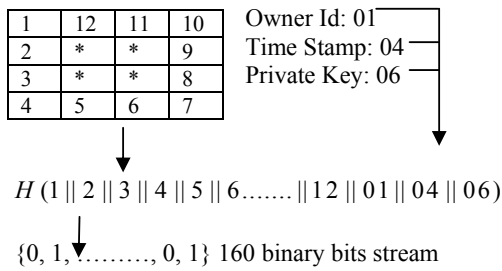 1 12 11 10
2 * * 9
3 * * 8
4 5 6 7
Owner Id: 01
Time Stamp: 04
Private Key: 06
H (1 || 2 || 3 || 4 || 5 || 6....... || 12 || 01 || 04 || 06)
{0, 1, ........., 0, 1} 160 binary bits stream